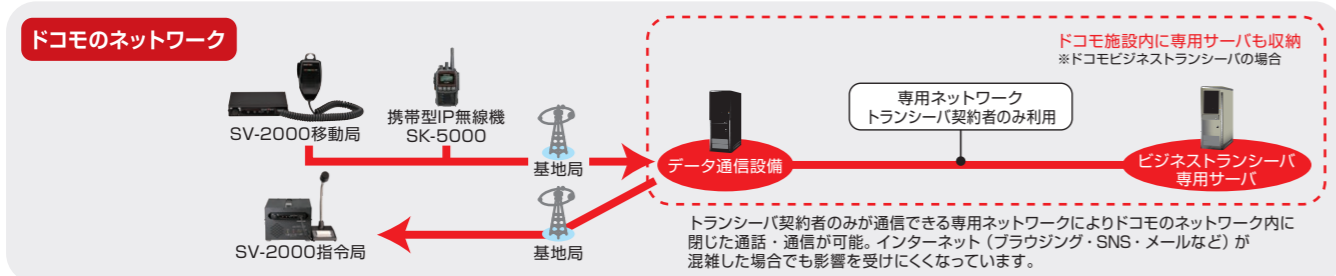 ドコモのネットワーク
ドコモ施設内に専用サーバも収納
※ドコモビジネストランシーバの場合
SV-2000移動局
携帯型IP無線機
SK-5000
基地局
専用ネットワーク
トランシーバ契約者のみ利用
データ通信設備
ビジネストランシーバ
専用サーバ
SV-2000指令局
基地局
トランシーバ契約者のみが通信できる専用ネットワークによりドコモのネットワーク内に
閉じた通話・通信が可能。インターネット（ブラウジング・SNS・メールなど）が
混雑した場合でも影響を受けにくくなっています。